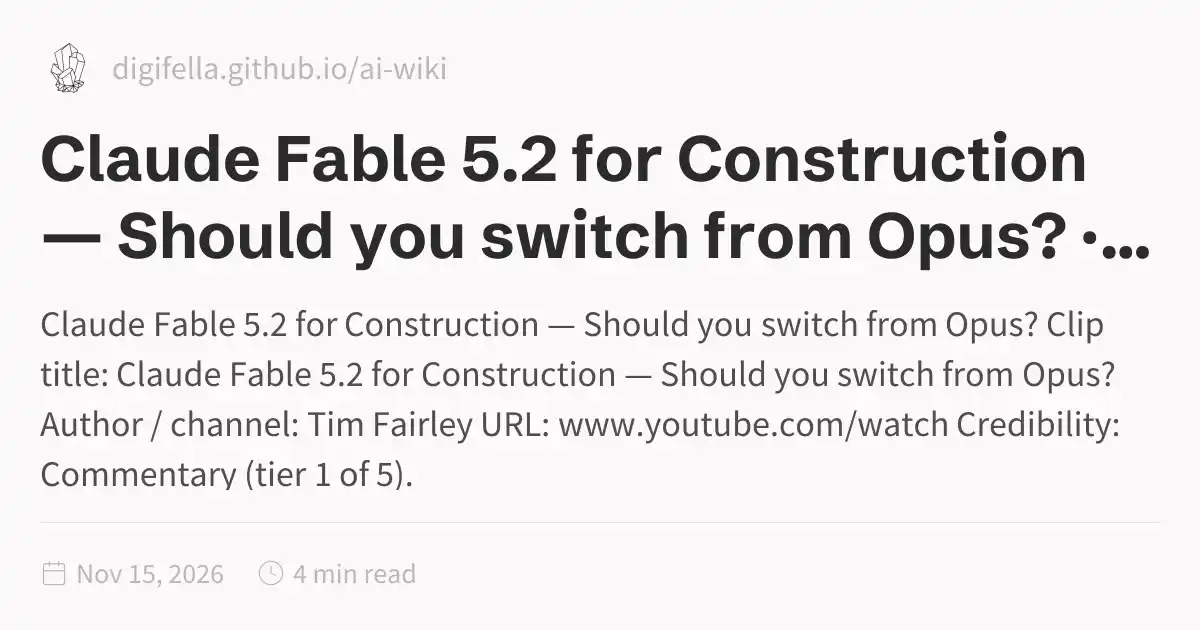 digifella.github.io/ai-wiki
Claude Fable 5.2 for Construction
— Should you switch from Opus? •...
Claude Fable 5.2 for Construction — Should you switch from Opus? Clip
title: Claude Fable 5.2 for Construction — Should you switch from Opus?
Author / channel: Tim Fairley URL: www.youtube.com/watch Credibility:
Commentary (tier 1 of 5).
Nov 15, 2026 4 min read